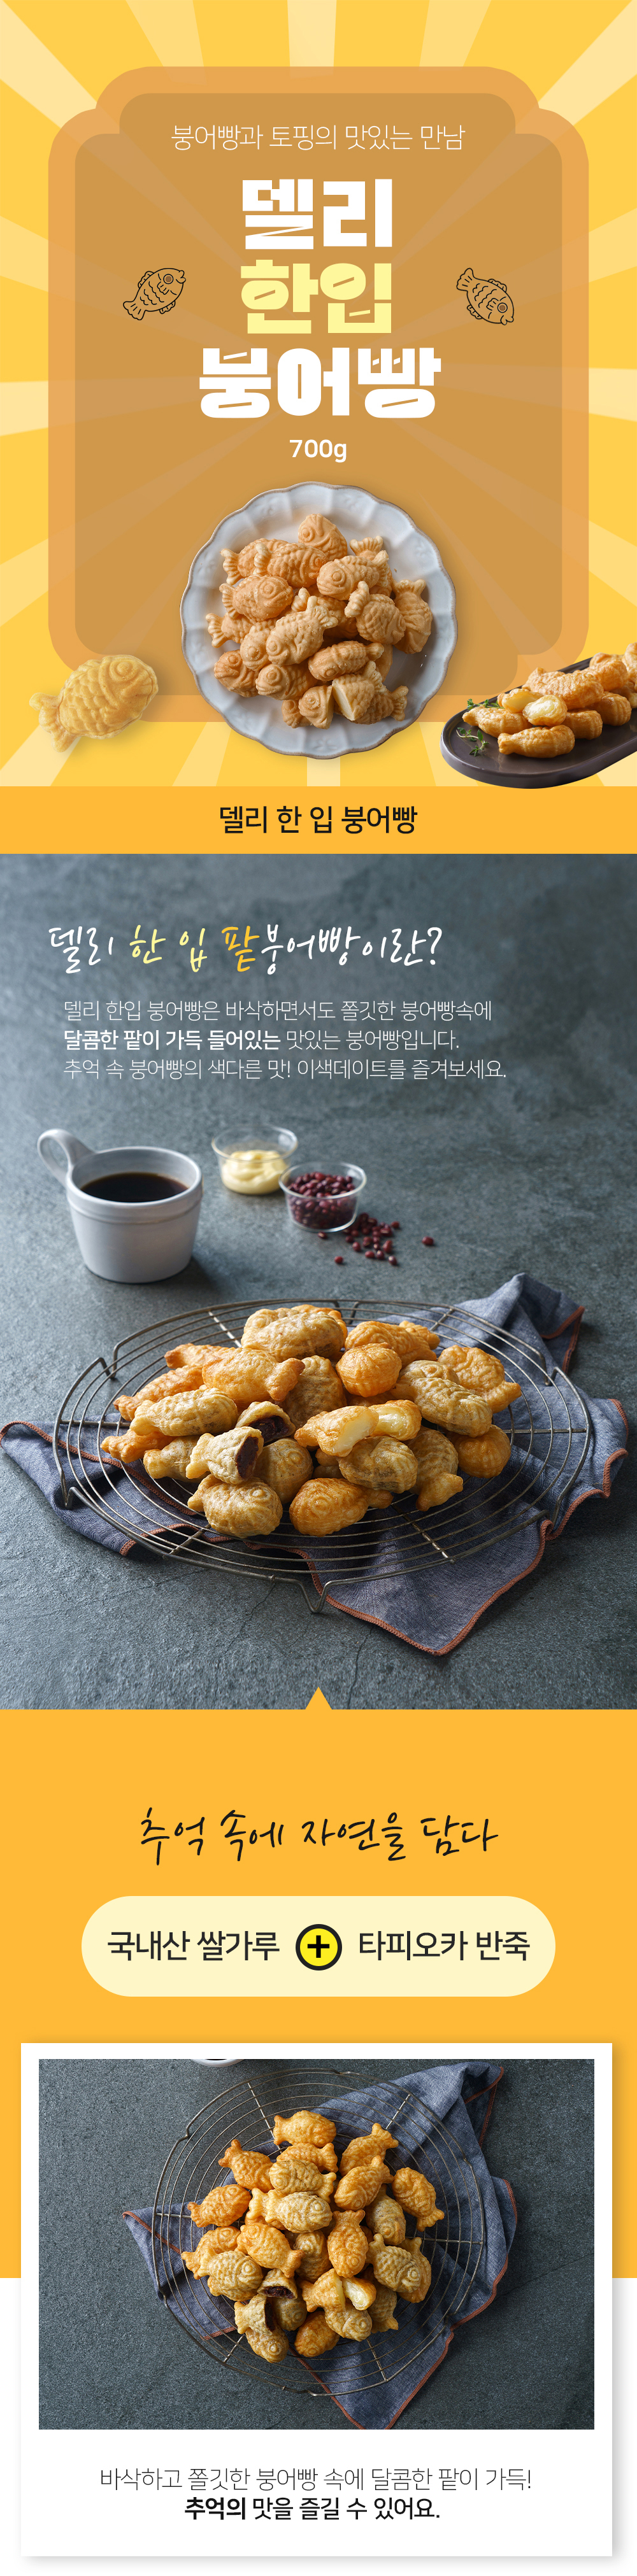 붕어빵과 토핑의 맛있는 만남
델리
한입
붕어빵
700g
델리 한 입 붕어빵
델리 한 입 팥붕어빵이란?
델리 한입 붕어빵은 바삭하면서도 쫄깃한 붕어빵속에
달콤한 팥이 가득 들어있는 맛있는 붕어빵입니다.
추억 속 붕어빵의 색다른 맛! 이색데이트를 즐겨보세요.
추억 속에 자연을 담다
국내산 쌀가루 + 타피오카 반죽
바삭하고 쫄깃한 붕어빵 속에 달콤한 팥이 가득!
추억의 맛을 즐길 수 있어요.